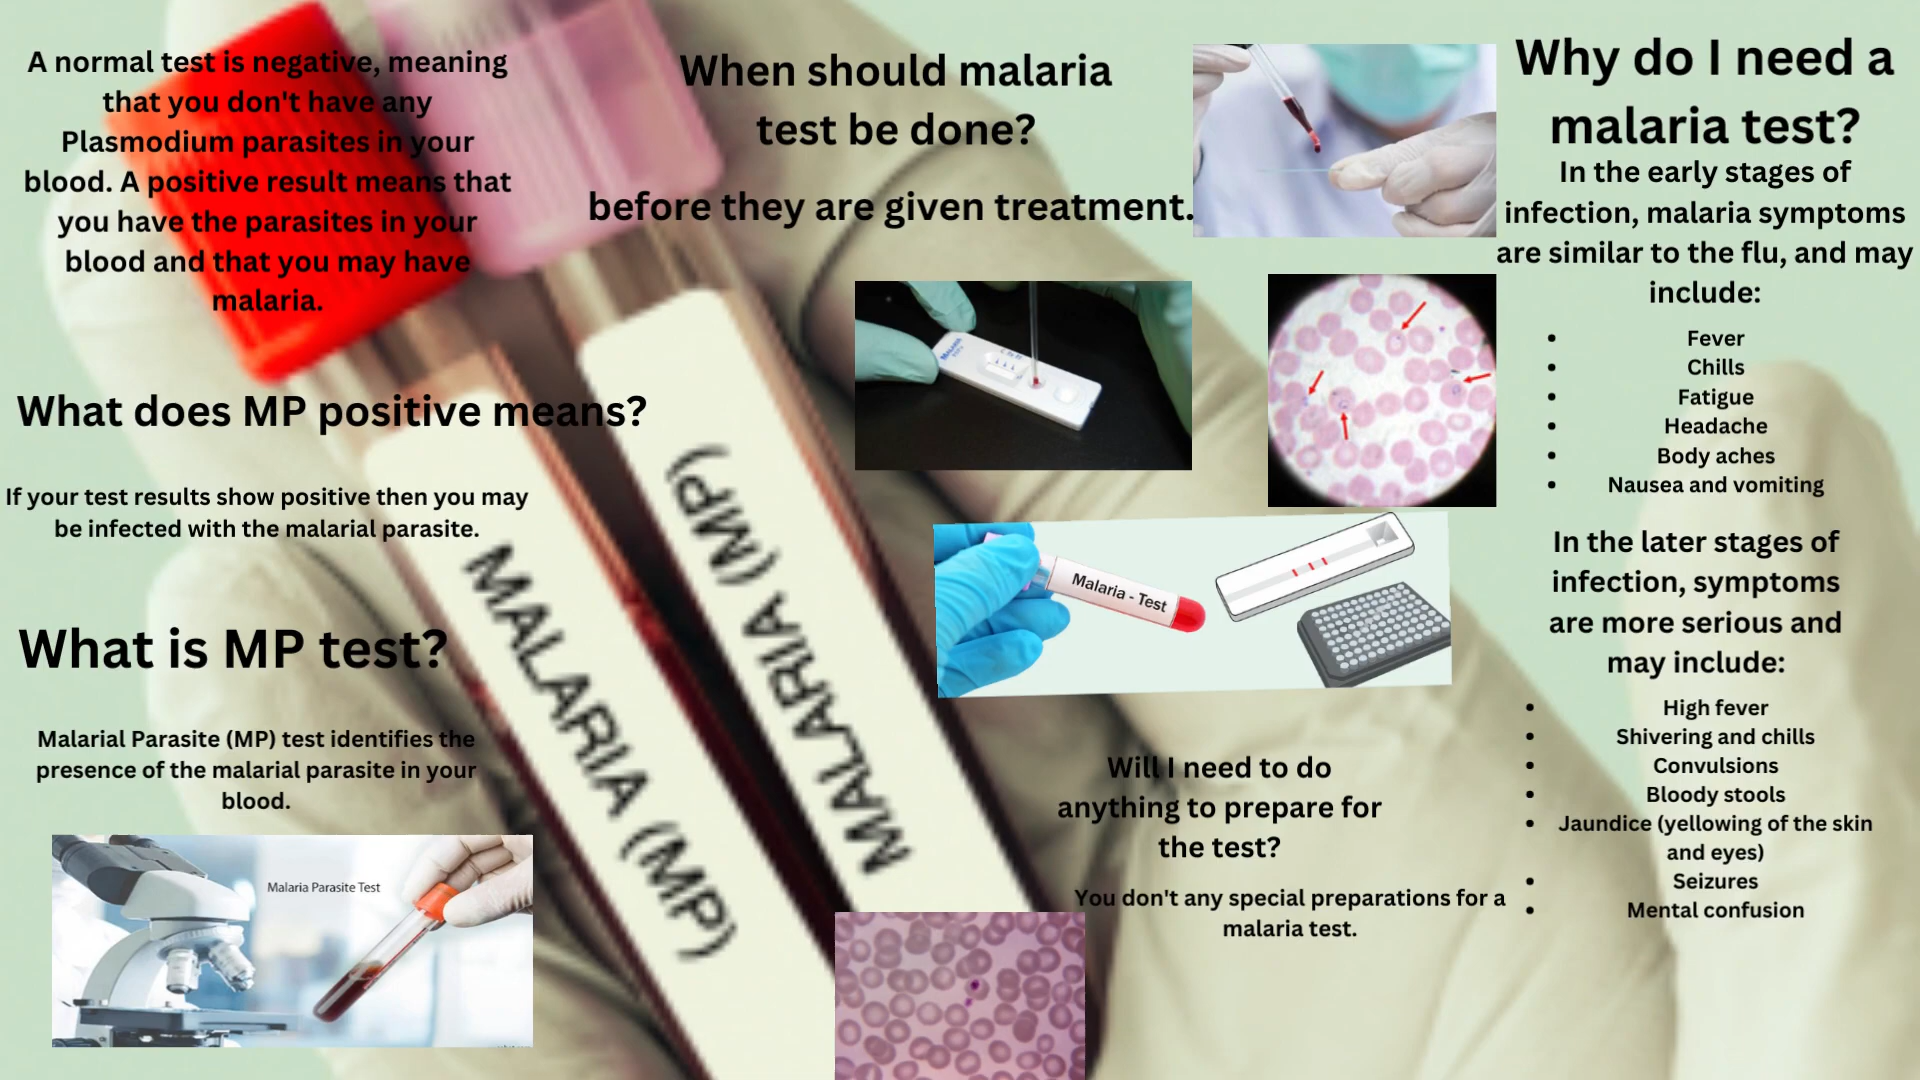 A normal test is negative, meaning
that you don't have any
Plasmodium parasites in your
blood. A positive result means that
you have the parasites in your
blood and that you may have
malaria.
What does MP positive means?
If your test results show positive then you may
be infected with the malarial parasite.
What is MP test?
Malarial Parasite (MP) test identifies the
presence of the malarial parasite in your
blood.
Malaria Parasite Test
MALARIA (MP)
MALARIA (MP)
When should malaria
test be done?
before they are given treatment.
MALARIA
Malaria - Test
Will I need to do
anything to prepare for
the test?
You don't any special preparations for a
malaria test.
Why do I need a
malaria test?
In the early stages of
infection, malaria symptoms
are similar to the flu, and may
include:
• Fever
• Chills
• Fatigue
• Headache
• Body aches
• Nausea and vomiting
In the later stages of
infection, symptoms
are more serious and
may include:
• High fever
• Shivering and chills
• Convulsions
• Bloody stools
• Jaundice (yellowing of the skin
and eyes)
• Seizures
• Mental confusion